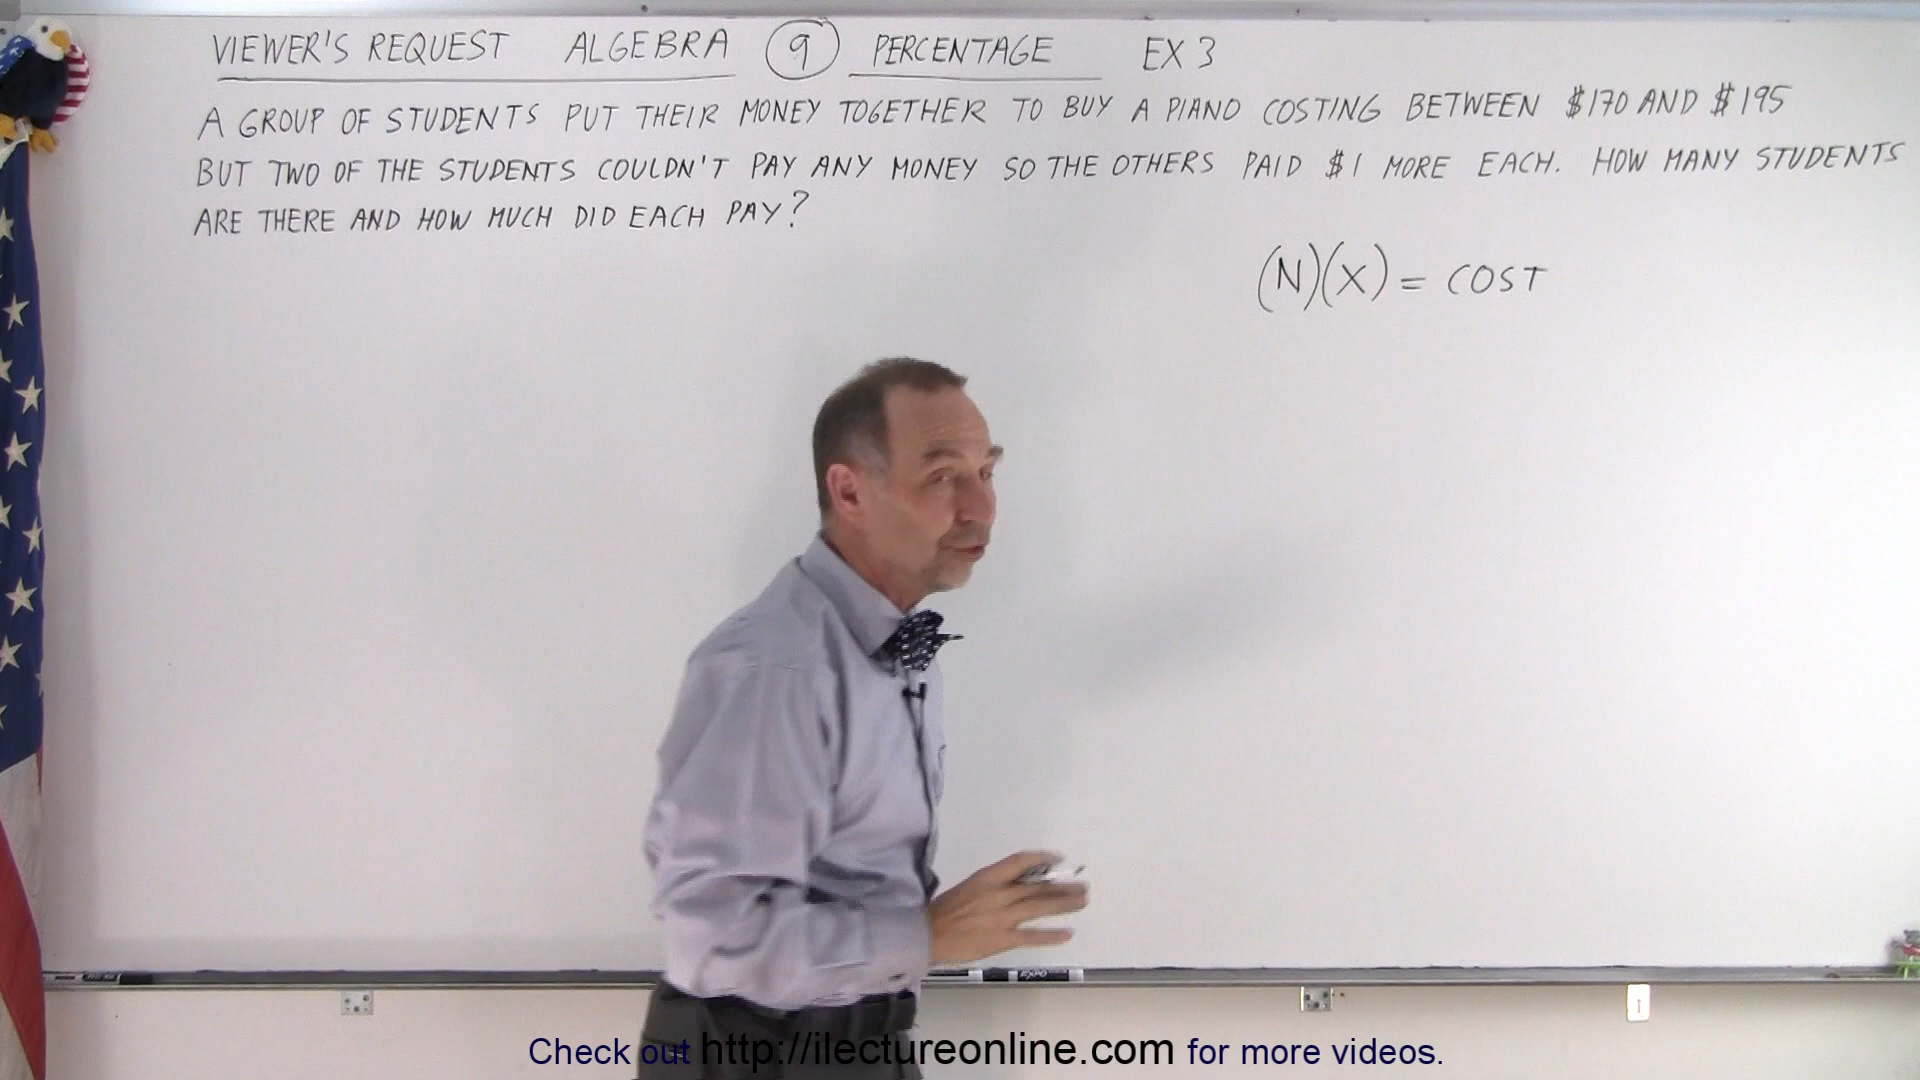 VIEWER'S REQUEST ALGEBRA 9 PERCENTAGE EX 3
A GROUP OF STUDENTS PUT THEIR MONEY TOGETHER TO BUY A PIANO COSTING BETWEEN $170 AND $195
BUT TWO OF THE STUDENTS COULDN'T PAY ANY MONEY SO THE OTHERS PAID $1 MORE EACH. HOW MANY STUDENTS
ARE THERE AND HOW MUCH DID EACH PAY?
(N)(X) = COST
Check out http://ilectureonline.com for more videos.